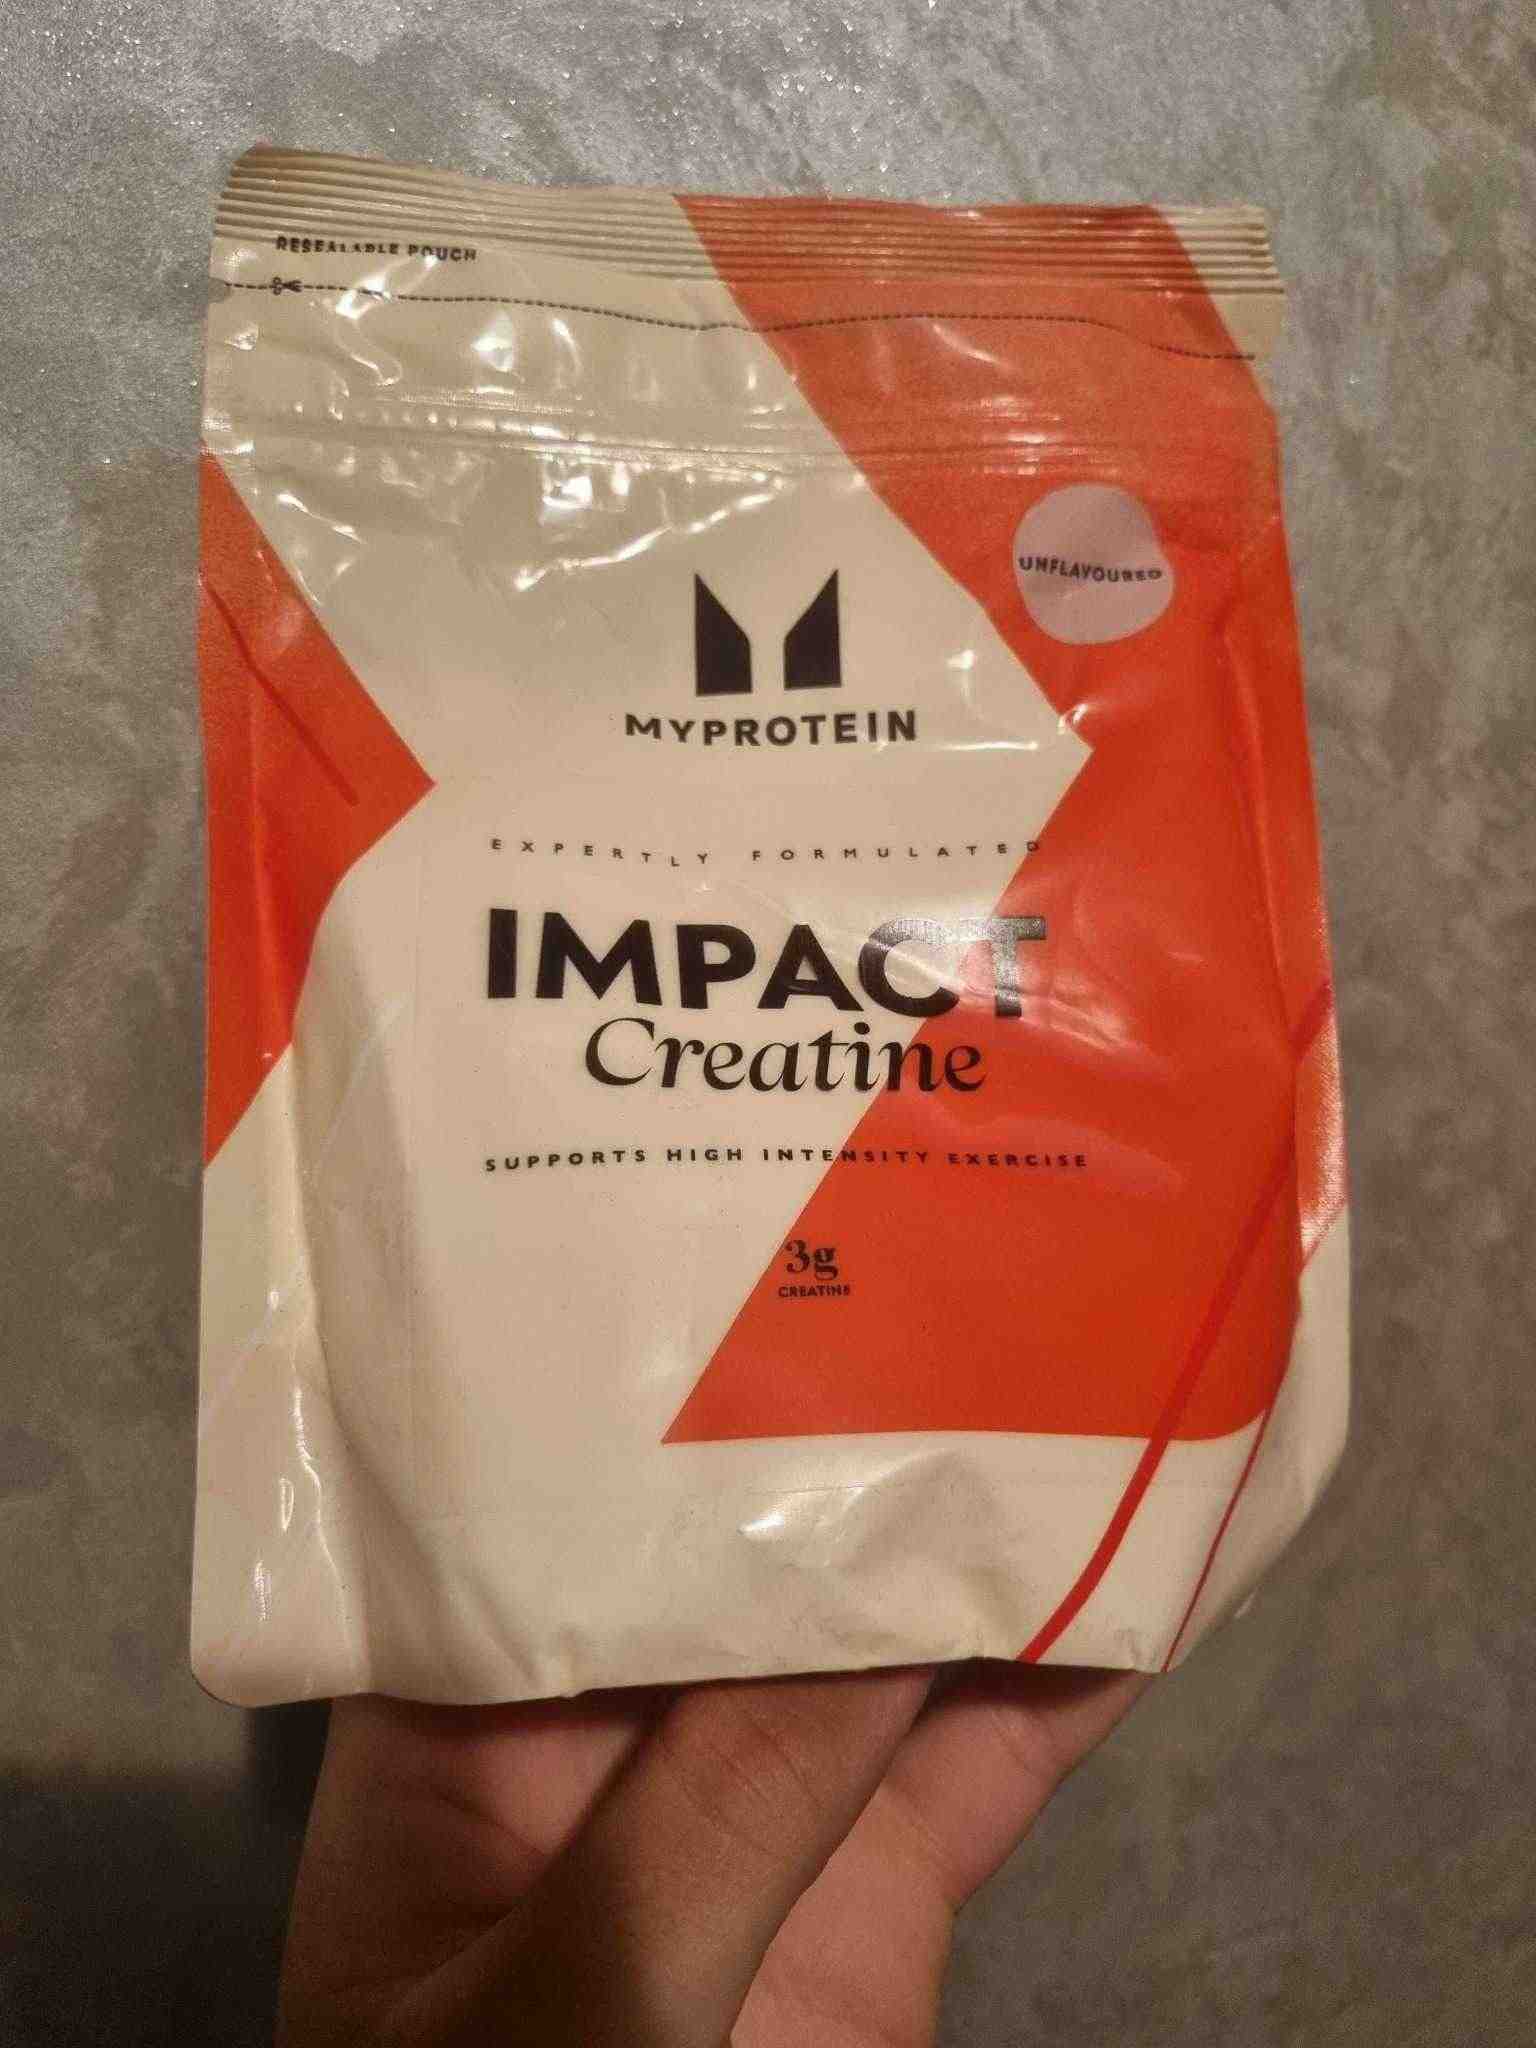 RESEALABLE POUCH
UNFLAVOURED
MYPROTEIN
EXPERTLY FORMULATED
IMPACT
Creatine
SUPPORTS HIGH INTENSITY EXERCISE
3g
CREATINE